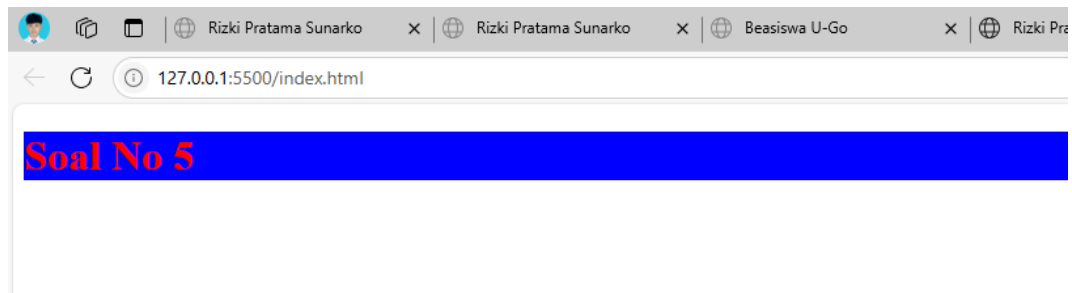 Rizki Pratama Sunarko
Rizki Pratama Sunarko
Beasiswa U-Go
Rizki Pra
127.0.0.1:5500/index.html
Soal No 5